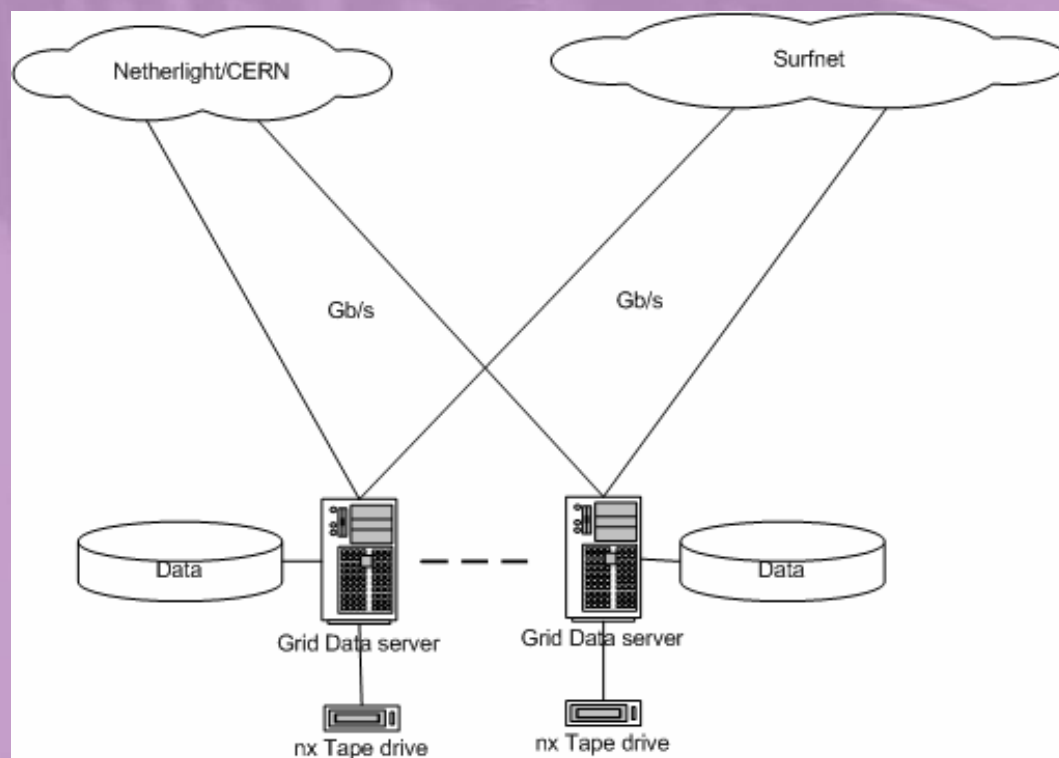 Netherlight/CERN
Surfnet
Gb/s
Gb/s
Data
Data
Grid Data server
Grid Data server
nx Tape drive
nx Tape drive